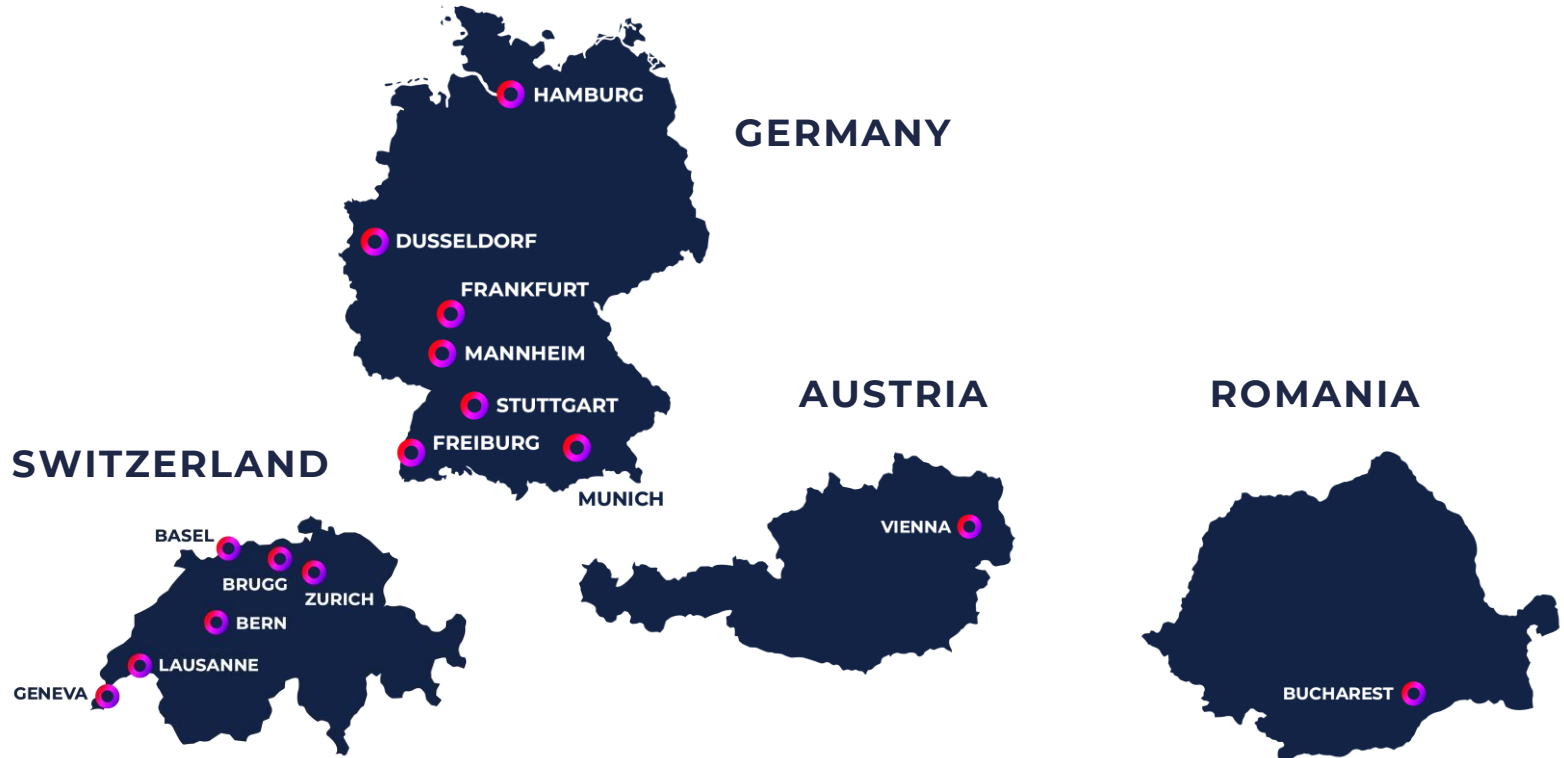 HAMBURG
GERMANY
DUSSELDORF
FRANKFURT
MANNHEIM
STUTTGART
FREIBURG
MUNICH
SWITZERLAND
BASEL
BRUGG
ZURICH
BERN
LAUSANNE
GENEVA
AUSTRIA
VIENNA
ROMANIA
BUCHAREST